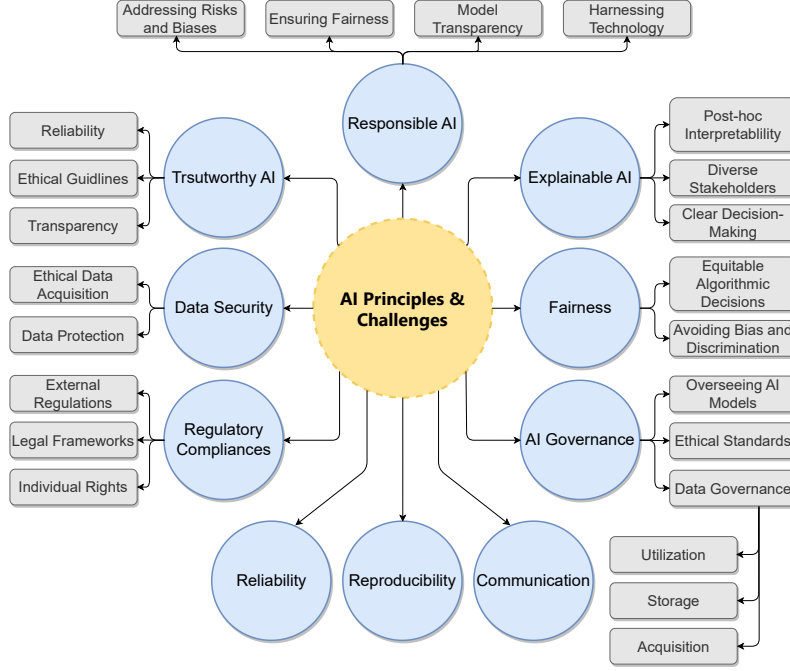 Addressing Risks
and Biases
Ensuring Fairness
Model
Transparency
Harnessing
Technology
Responsible AI
Reliability
Ethical Guidlines
Transparency
Trsutworthy AI
Explainable AI
Post-hoc
Interpretablility
Diverse
Stakeholders
Clear Decision-
Making
AI Principles &
Challenges
Ethical Data
Acquisition
Data Protection
Data Security
Fairness
Equitable
Algorithmic
Decisions
Avoiding Bias and
Discrimination
External
Regulations
Legal Frameworks
Individual Rights
Regulatory
Compliances
AI Governance
Overseeing AI
Models
Ethical Standards
Data Governance
Reliability
Reproducibility
Communication
Utilization
Storage
Acquisition